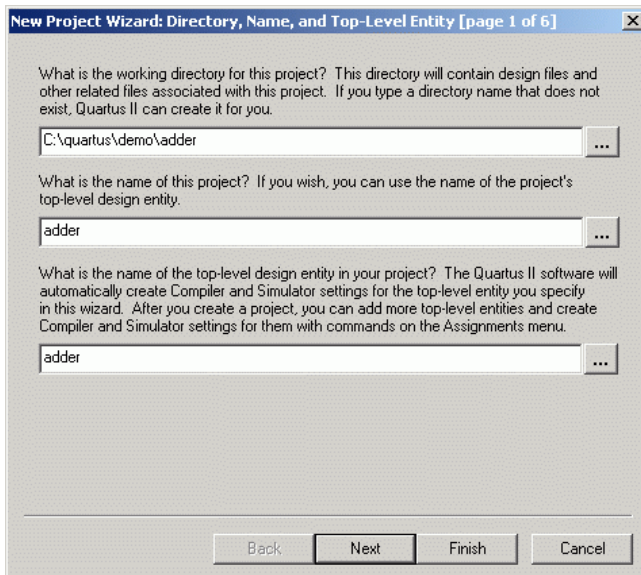 New Project Wizard: Directory, Name, and Top-Level Entity [page 1 of 6]
What is the working directory for this project?  This directory will contain design files and
other related files associated with this project.  If you type a directory name that does not
exist, Quartus II can create it for you.
C:\quartus\demo\adder
...
What is the name of this project?  If you wish, you can use the name of the project's
top-level design entity.
adder
...
What is the name of the top-level design entity in your project?  The Quartus II software will
automatically create Compiler and Simulator settings for the top-level entity you specify
in this wizard.  After you create a project, you can add more top-level entities and create
Compiler and Simulator settings for them with commands on the Assignments menu.
adder
...
Back Next Finish Cancel